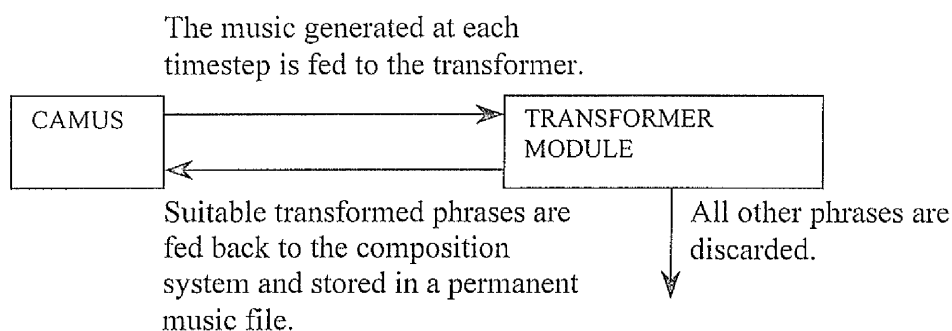 The music generated at each
timestep is fed to the transformer.
CAMUS
TRANSFORMER
MODULE
Suitable transformed phrases are
fed back to the composition
system and stored in a permanent
music file.
All other phrases are
discarded.